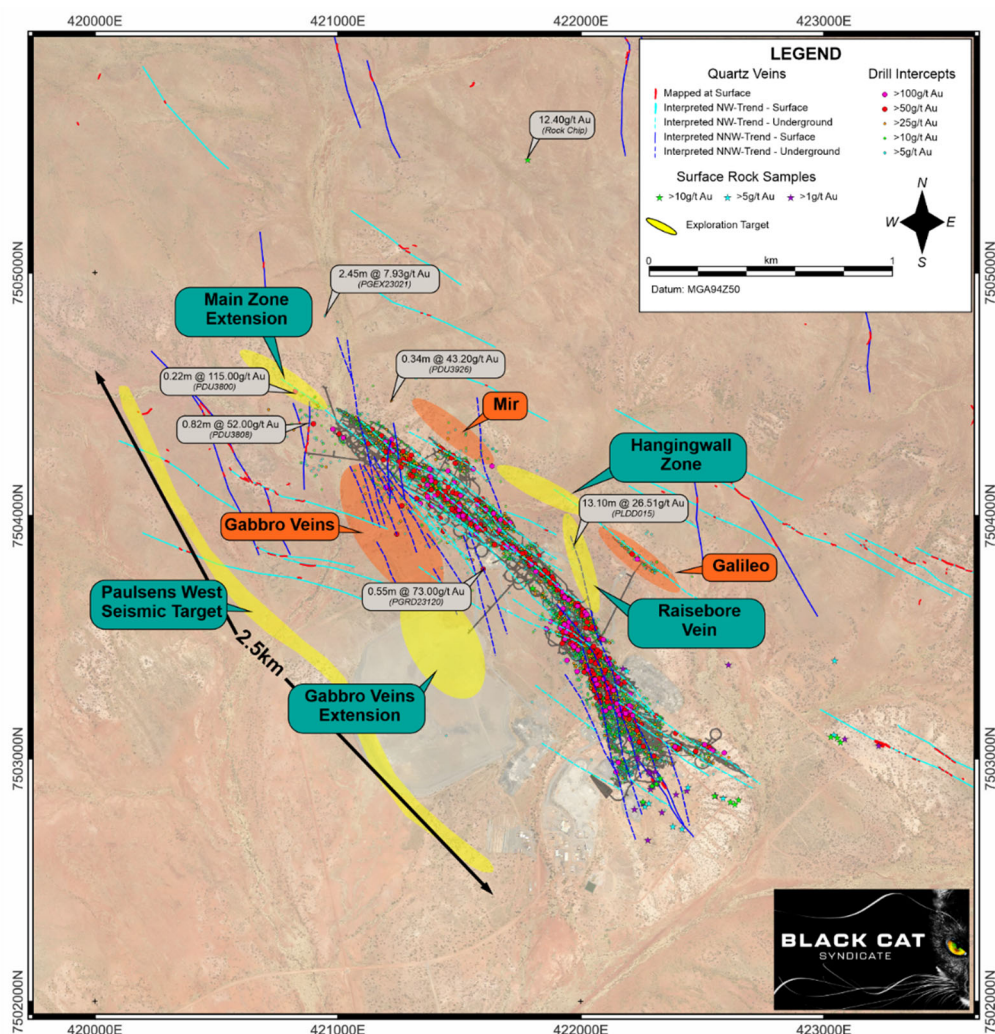 420000E
421000E
422000E
423000E
LEGEND
Quartz Veins
Mapped at Surface
Interpreted NW-Trend - Surface
Interpreted NW-Trend - Underground
Interpreted NNW-Trend - Surface
Interpreted NNW-Trend - Underground
Drill Intercepts
>100g/t Au
>50g/t Au
>25g/t Au
>10g/t Au
>5g/t Au
Surface Rock Samples
>10g/t Au
>5g/t Au
>1g/t Au
Exploration Target
N
W
E
S
0
km
1
Datum: MGA94Z50
12.40g/t Au
(Rock Chip)
7505000N
7505000N
2.45m @ 7.93g/t Au
(PGEX23021)
Main Zone
Extension
0.34m @ 43.20g/t Au
(PDU3926)
0.22m @ 115.00g/t Au
(PDU3800)
Mir
0.82m @ 52.00g/t Au
(PDU3808)
Hangingwall
Zone
13.10m @ 26.51g/t Au
(PLDD015)
7504000N
7504000N
Gabbro Veins
Galileo
Paulsens West
Seismic Target
0.55m @ 73.00g/t Au
(PGRD23120)
Raisebore
Vein
2.5km
Gabbro Veins
Extension
7503000N
7503000N
BLACK CAT
SYNDICATE
7502000N
7502000N
420000E
421000E
422000E
423000E